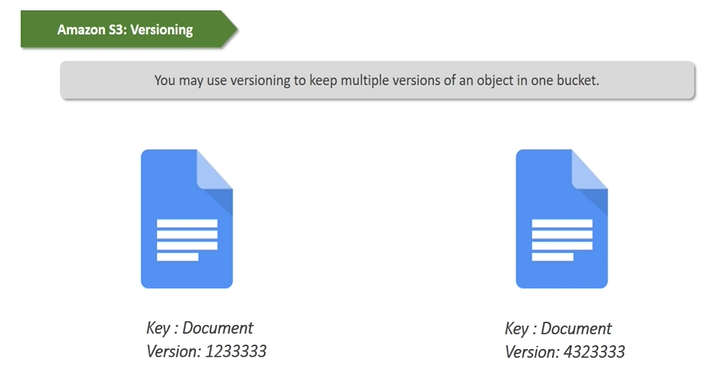 Amazon S3: Versioning
You may use versioning to keep multiple versions of an object in one bucket.
Key : Document
Version: 1233333
Key : Document
Version: 4323333